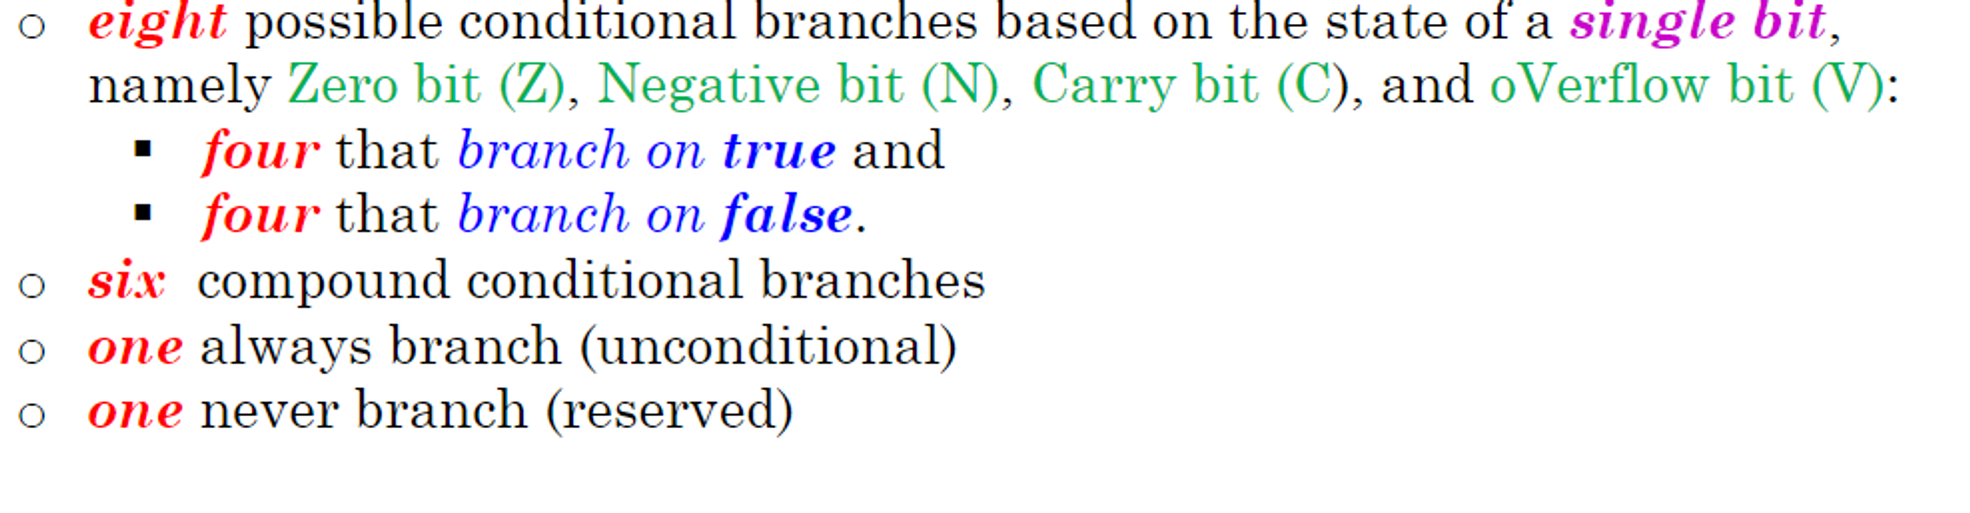 ○ eight possible conditional branches based on the state of a single bit,
namely Zero bit (Z), Negative bit (N), Carry bit (C), and oVerflow bit (V):
▪ four that branch on true and
▪ four that branch on false.
○ six compound conditional branches
○ one always branch (unconditional)
○ one never branch (reserved)